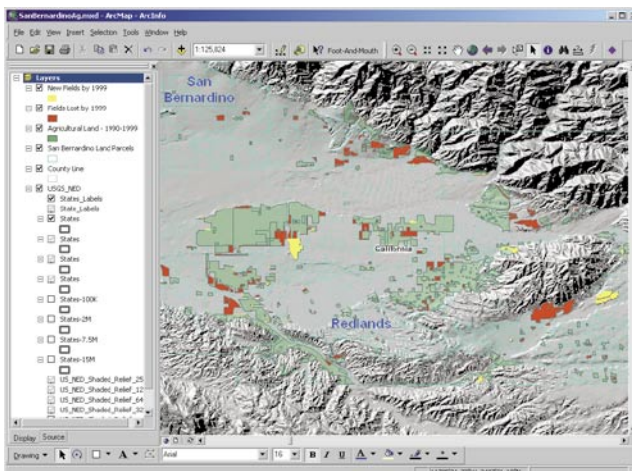 SanBernardinoAg.mxd - ArcMap - ArcInfo
File Edit View Insert Selection Tools Window Help
1:125,824
Foot-And-Mouth
Layers
New Fields by 1999
Fields Lost by 1999
Agricultural Land - 1990-1999
San Bernardino Land Parcels
County Line
USGS_NED
States_Labels
State_Labels
States
States
States
States
States-100K
States-2M
States-7.5M
States-15M
US_NED_Shaded_Relief_25
US_NED_Shaded_Relief_12
US_NED_Shaded_Relief_64
US_NED_Shaded_Relief_32
Display Source
San
Bernardino
California
Redlands
Drawing
Arial
16
B I U A